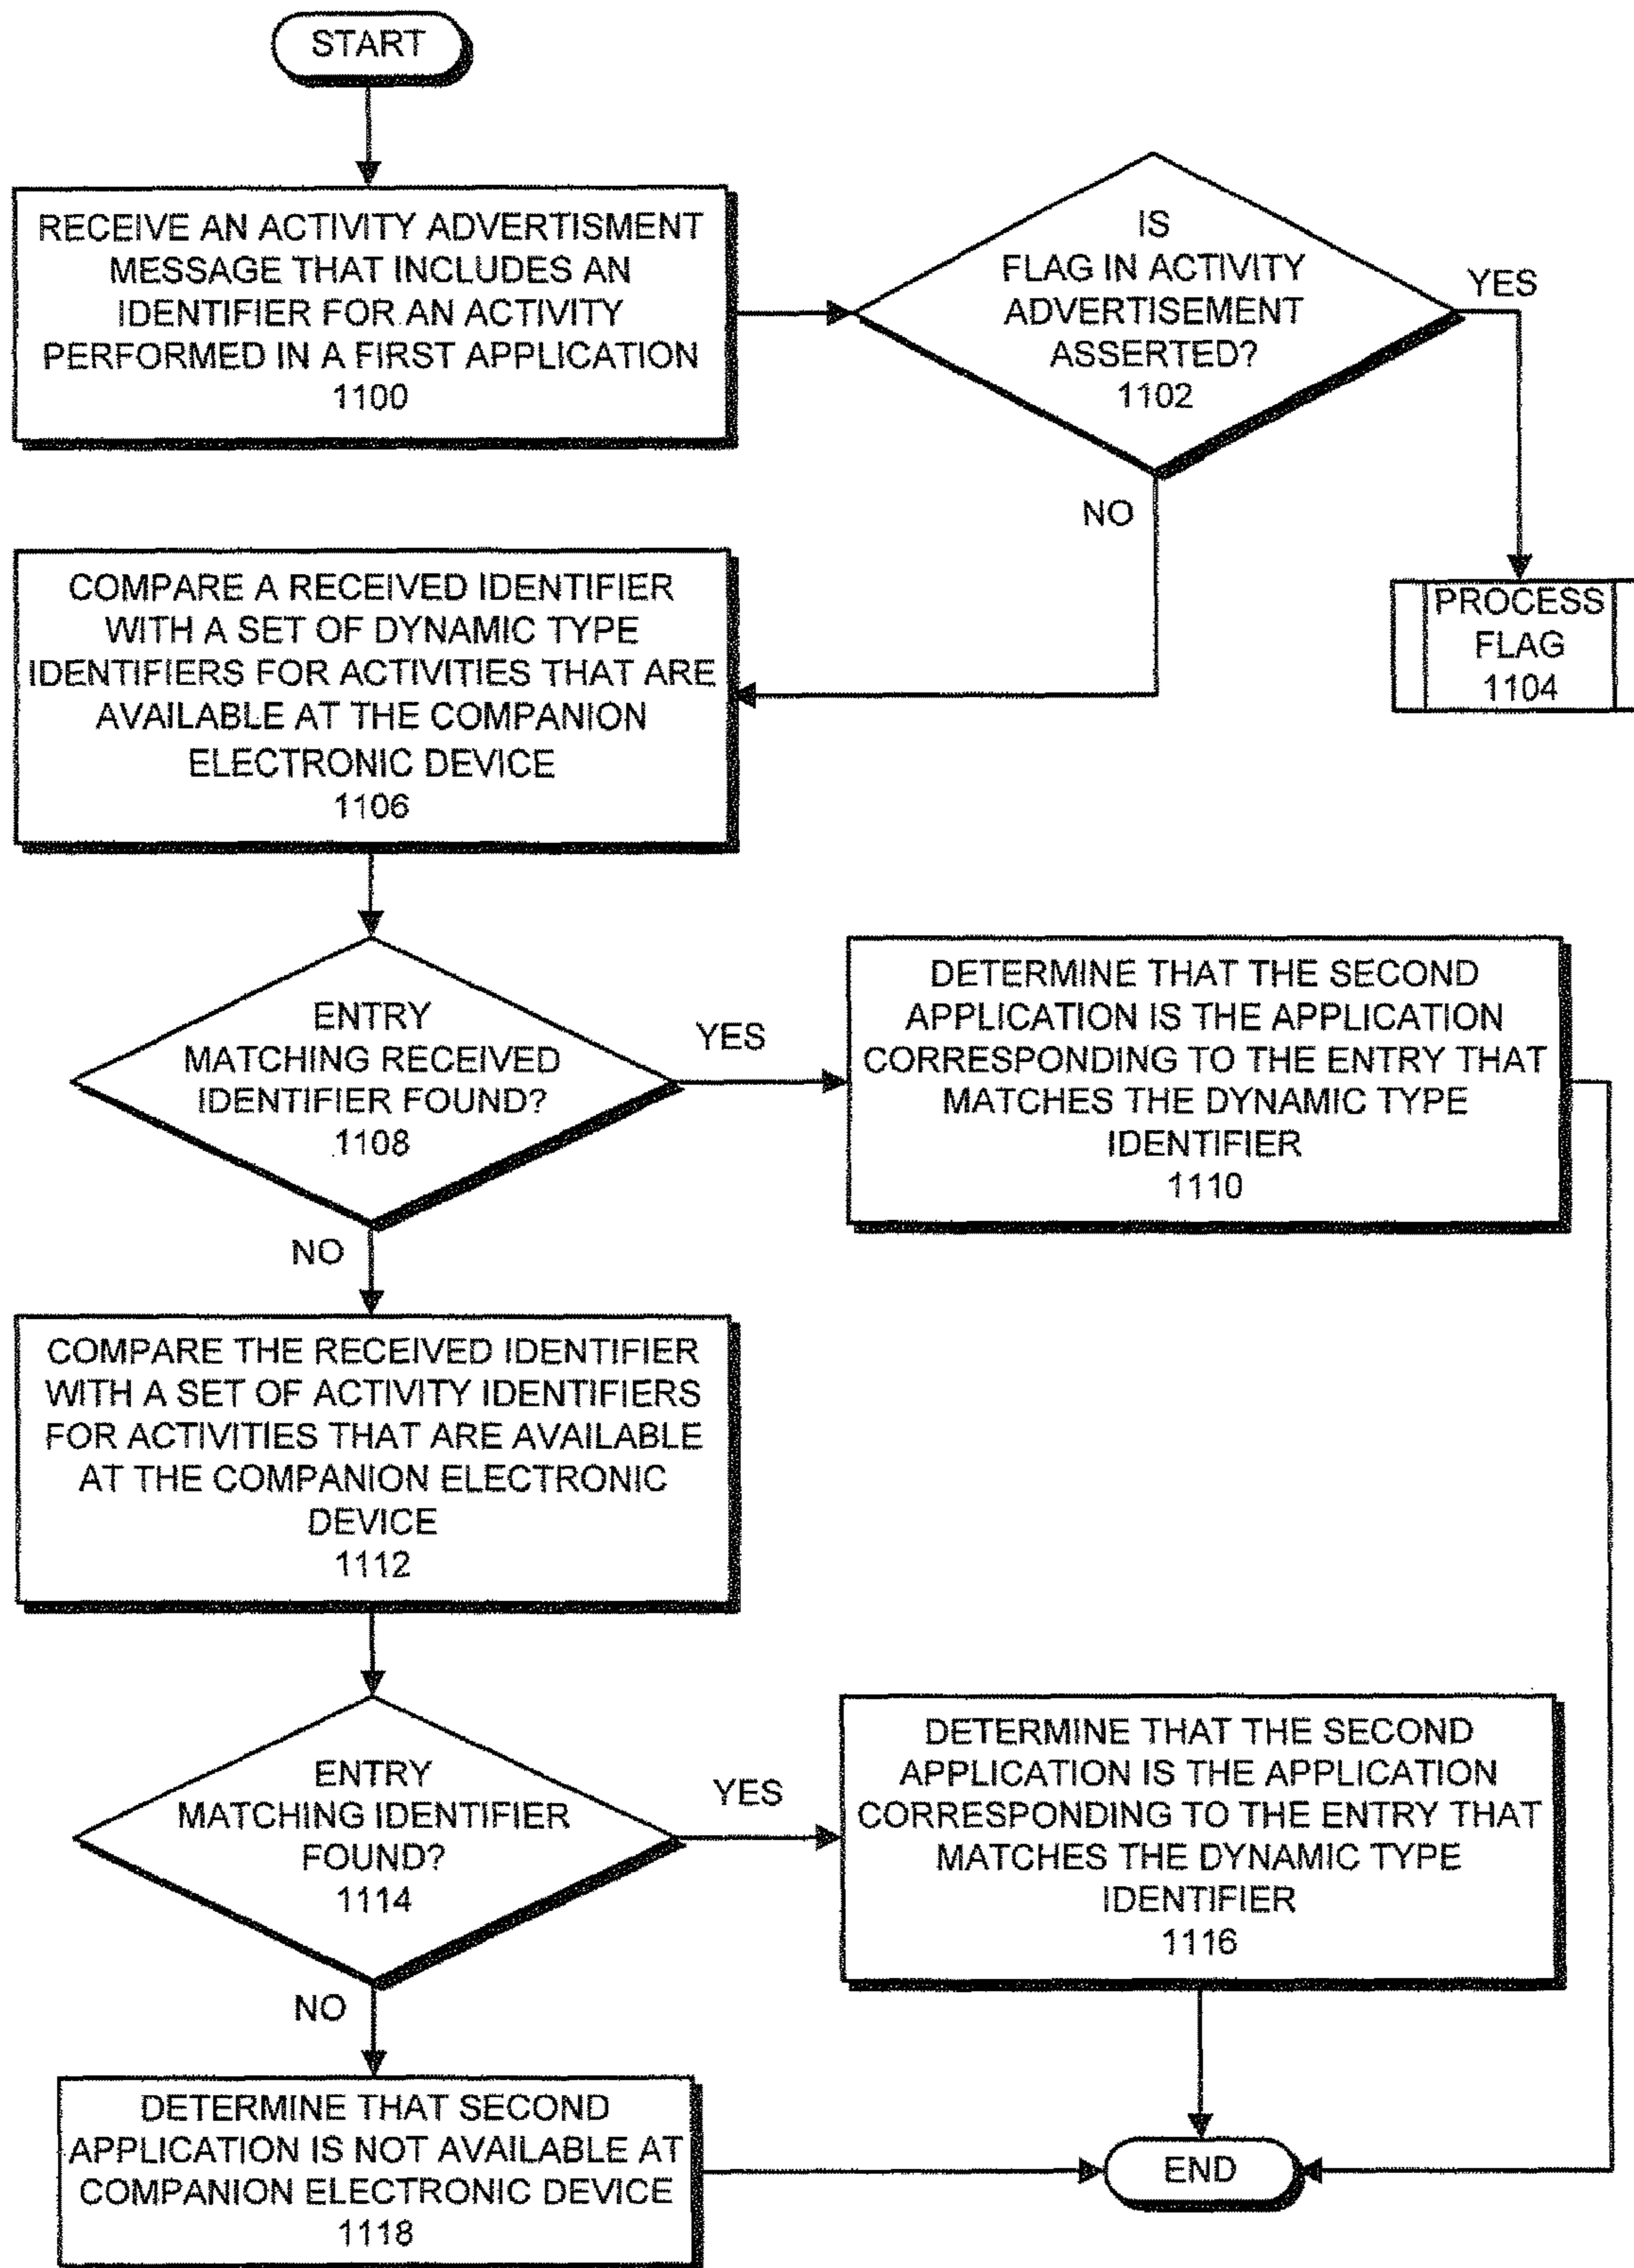 START
RECEIVE AN ACTIVITY ADVERTISMENT
MESSAGE THAT INCLUDES AN
IDENTIFIER FOR AN ACTIVITY
PERFORMED IN A FIRST APPLICATION
1100
IS
FLAG IN ACTIVITY
ADVERTISEMENT
ASSERTED?
1102
YES
NO
PROCESS
FLAG
1104
COMPARE A RECEIVED IDENTIFIER
WITH A SET OF DYNAMIC TYPE
IDENTIFIERS FOR ACTIVITIES THAT ARE
AVAILABLE AT THE COMPANION
ELECTRONIC DEVICE
1106
ENTRY
MATCHING RECEIVED
IDENTIFIER FOUND?
1108
YES
NO
DETERMINE THAT THE SECOND
APPLICATION IS THE APPLICATION
CORRESPONDING TO THE ENTRY THAT
MATCHES THE DYNAMIC TYPE
IDENTIFIER
1110
COMPARE THE RECEIVED IDENTIFIER
WITH A SET OF ACTIVITY IDENTIFIERS
FOR ACTIVITIES THAT ARE AVAILABLE
AT THE COMPANION ELECTRONIC
DEVICE
1112
ENTRY
MATCHING IDENTIFIER
FOUND?
1114
YES
NO
DETERMINE THAT THE SECOND
APPLICATION IS THE APPLICATION
CORRESPONDING TO THE ENTRY THAT
MATCHES THE DYNAMIC TYPE
IDENTIFIER
1116
DETERMINE THAT SECOND
APPLICATION IS NOT AVAILABLE AT
COMPANION ELECTRONIC DEVICE
1118
END